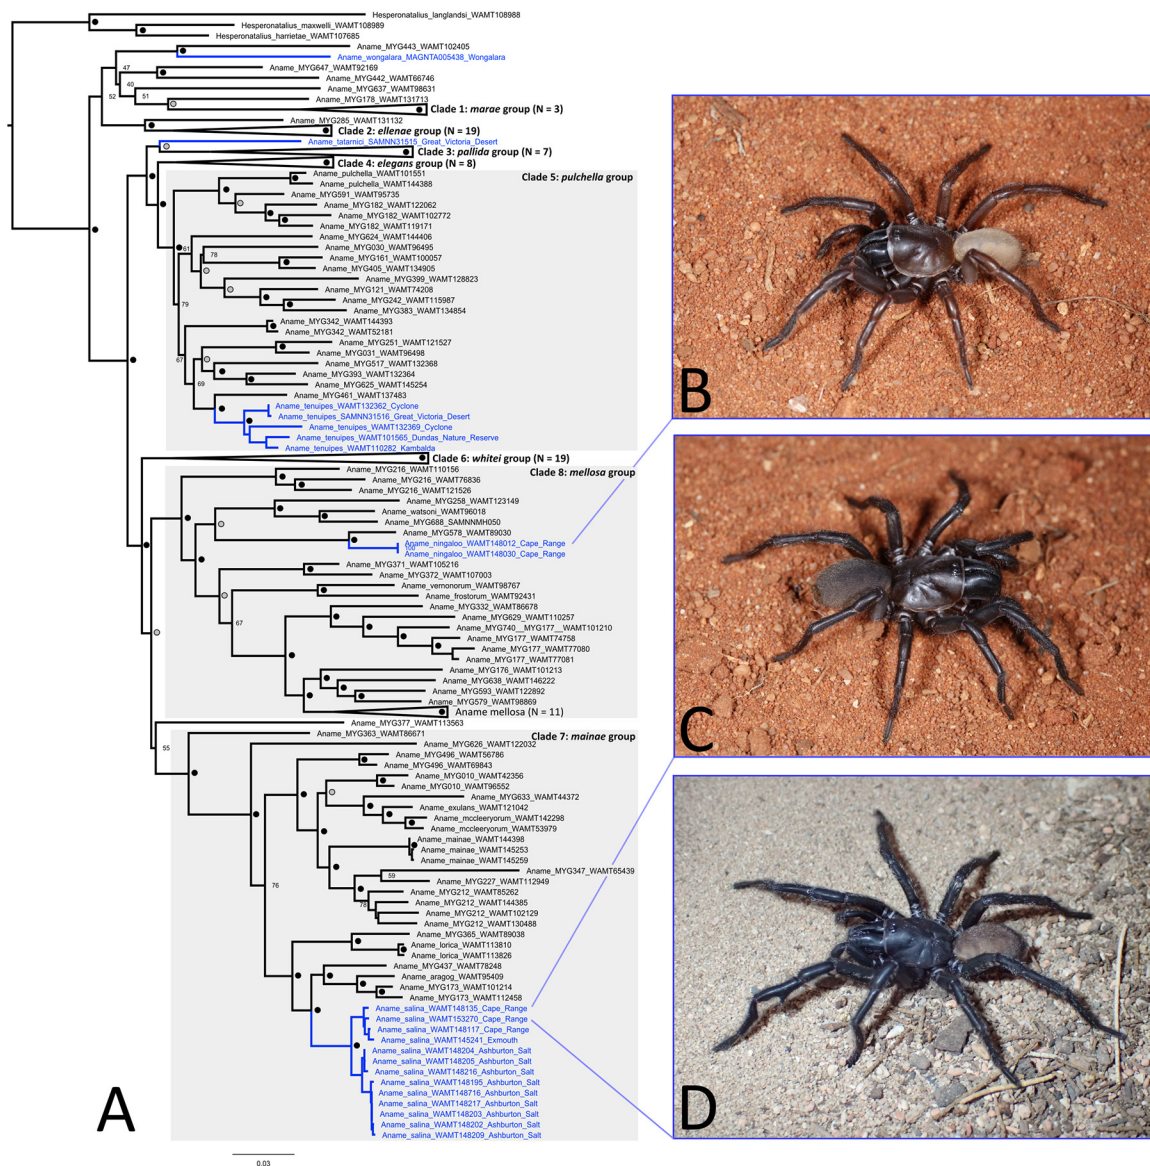 Hesperonatalius_langlandsi_WAMT108988
Hesperonatalius_maxwelli_WAMT108989
Hesperonatalius_harrietae_WAMT107685
Aname_MYG443_WAMT102405
Aname_wongalara_MAGNTA005438_Wongalara
47
Aname_MYG647_WAMT92169
Aname_MYG442_WAMT66746
40
Aname_MYG637_WAMT98631
52
51
Aname_MYG178_WAMT131713
Clade 1: marae group (N = 3)
Aname_MYG285_WAMT131132
Clade 2: ellenae group (N = 19)
Aname_tatarnici_SAMNN31515_Great_Victoria_Desert
Clade 3: pallida group (N = 7)
Clade 4: elegans group (N = 8)
Aname_pulchella_WAMT101551
Clade 5: pulchella group
Aname_pulchella_WAMT144388
Aname_MYG591_WAMT95735
Aname_MYG182_WAMT122062
Aname_MYG182_WAMT102772
Aname_MYG182_WAMT119171
Aname_MYG624_WAMT144406
61
Aname_MYG030_WAMT96495
78
Aname_MYG161_WAMT100057
Aname_MYG405_WAMT134905
Aname_MYG399_WAMT128823
Aname_MYG121_WAMT74208
Aname_MYG242_WAMT115987
79
Aname_MYG383_WAMT134854
Aname_MYG342_WAMT144393
Aname_MYG342_WAMT52181
Aname_MYG251_WAMT121527
Aname_MYG031_WAMT96498
67
Aname_MYG517_WAMT132368
Aname_MYG393_WAMT132364
69
Aname_MYG625_WAMT145254
Aname_MYG461_WAMT137483
Aname_tenuipes_WAMT132362_Cyclone
Aname_tenuipes_SAMNN31516_Great_Victoria_Desert
Aname_tenuipes_WAMT132369_Cyclone
Aname_tenuipes_WAMT101565_Dundas_Nature_Reserve
Aname_tenuipes_WAMT110282_Kambalda
Clade 6: whitei group (N = 19)
Aname_MYG216_WAMT110156
Clade 8: mellosa group
Aname_MYG216_WAMT76836
Aname_MYG216_WAMT121526
Aname_MYG258_WAMT123149
Aname_watsoni_WAMT96018
Aname_MYG688_SAMNNMH050
Aname_MYG578_WAMT89030
Aname_ningaloo_WAMT148012_Cape_Range
100
Aname_ningaloo_WAMT148030_Cape_Range
Aname_MYG371_WAMT105216
Aname_MYG372_WAMT107003
Aname_vernonorum_WAMT98767
Aname_frostorum_WAMT92431
Aname_MYG332_WAMT86678
Aname_MYG629_WAMT110257
67
Aname_MYG740__MYG177__WAMT101210
Aname_MYG177_WAMT74758
Aname_MYG177_WAMT77080
Aname_MYG177_WAMT77081
Aname_MYG176_WAMT101213
Aname_MYG638_WAMT146222
Aname_MYG593_WAMT122892
Aname_MYG579_WAMT98869
Aname mellosa (N = 11)
Aname_MYG377_WAMT113563
Aname_MYG363_WAMT86671
Clade 7: mainae group
55
Aname_MYG626_WAMT122032
Aname_MYG496_WAMT56786
Aname_MYG496_WAMT69843
Aname_MYG010_WAMT42356
Aname_MYG010_WAMT96552
Aname_MYG633_WAMT44372
Aname_exulans_WAMT121042
Aname_mccleeryorum_WAMT142298
Aname_mccleeryorum_WAMT53979
Aname_mainae_WAMT144398
Aname_mainae_WAMT145253
Aname_mainae_WAMT145259
Aname_MYG347_WAMT65439
59
Aname_MYG227_WAMT112949
76
Aname_MYG212_WAMT85262
78
Aname_MYG212_WAMT144385
Aname_MYG212_WAMT102129
Aname_MYG212_WAMT130488
Aname_MYG365_WAMT89038
Aname_lorica_WAMT113810
Aname_lorica_WAMT113826
Aname_MYG437_WAMT78248
Aname_aragog_WAMT95409
Aname_MYG173_WAMT101214
Aname_MYG173_WAMT112458
Aname_salina_WAMT148135_Cape_Range
Aname_salina_WAMT153270_Cape_Range
Aname_salina_WAMT148117_Cape_Range
Aname_salina_WAMT145241_Exmouth
Aname_salina_WAMT148204_Ashburton_Salt
Aname_salina_WAMT148205_Ashburton_Salt
Aname_salina_WAMT148216_Ashburton_Salt
Aname_salina_WAMT148195_Ashburton_Salt
Aname_salina_WAMT148716_Ashburton_Salt
Aname_salina_WAMT148217_Ashburton_Salt
Aname_salina_WAMT148203_Ashburton_Salt
Aname_salina_WAMT148202_Ashburton_Salt
Aname_salina_WAMT148209_Ashburton_Salt
0.03
A
B
C
D